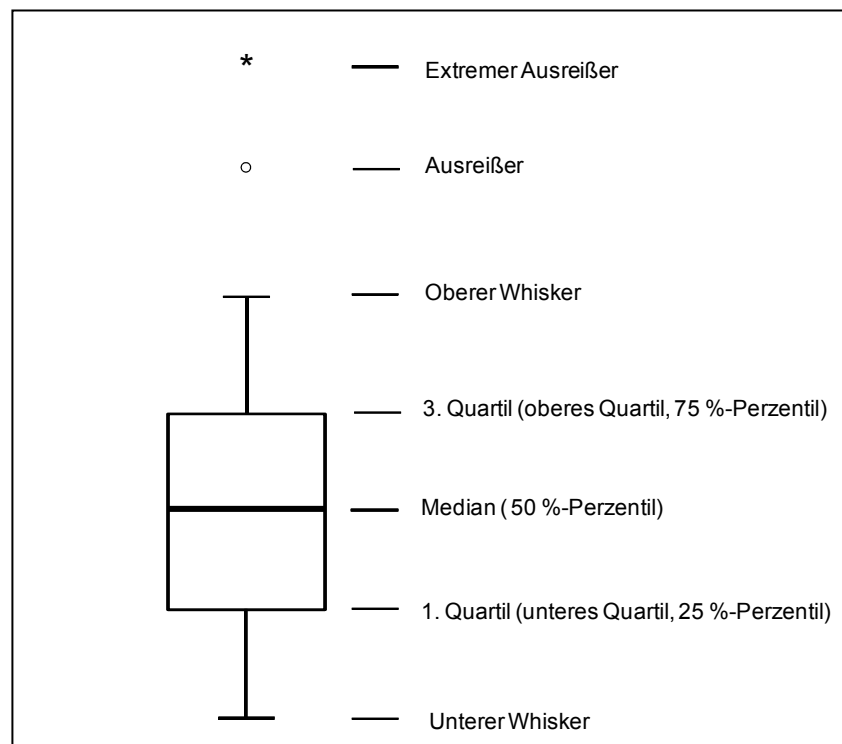 *
Extremer Ausreißer
Ausreißer
Oberer Whisker
3. Quartil (oberes Quartil, 75 %-Perzentil)
Median ( 50 %-Perzentil)
1. Quartil (unteres Quartil, 25 %-Perzentil)
Unterer Whisker